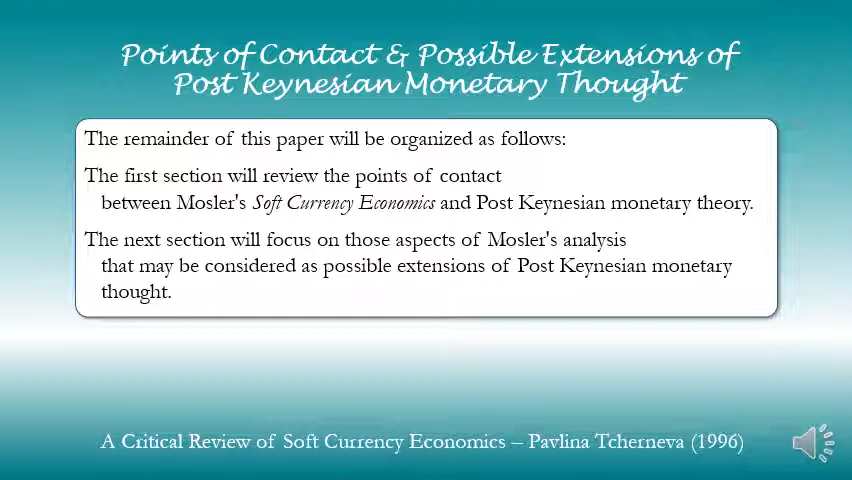 Points of Contact & Possible Extensions of
Post Keynesian Monetary Thought
The remainder of this paper will be organized as follows:
The first section will review the points of contact
between Mosler's Soft Currency Economics and Post Keynesian monetary theory.
The next section will focus on those aspects of Mosler's analysis
that may be considered as possible extensions of Post Keynesian monetary
thought.
A Critical Review of Soft Currency Economics – Pavlina Tcherneva (1996)